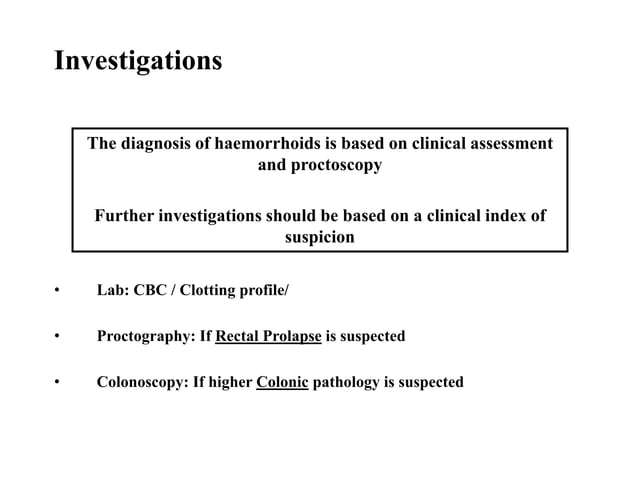 Investigations
The diagnosis of haemorrhoids is based on clinical assessment
and proctoscopy
Further investigations should be based on a clinical index of
suspicion
• Lab: CBC / Clotting profile/
• Proctography: If Rectal Prolapse is suspected
• Colonoscopy: If higher Colonic pathology is suspected